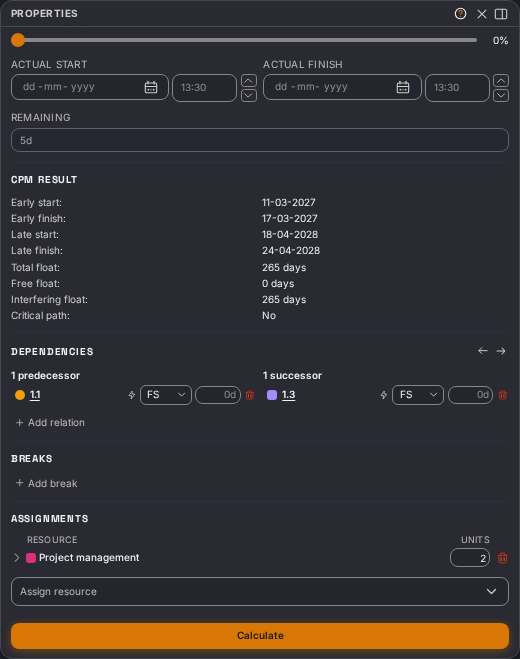 PROPERTIES
0%
ACTUAL START ACTUAL FINISH
dd - mm - yyyy 13:30 dd - mm - yyyy 13:30
REMAINING
5d
CPM RESULT
Early start: 11-03-2027
Early finish: 17-03-2027
Late start: 18-04-2028
Late finish: 24-04-2028
Total float: 265 days
Free float: 0 days
Interfering float: 265 days
Critical path: No
DEPENDENCIES
1 predecessor 1 successor
1.1 FS 0d 1.3 FS 0d
+ Add relation
BREAKS
+ Add break
ASSIGNMENTS
RESOURCE UNITS
Project management 2
Assign resource
Calculate